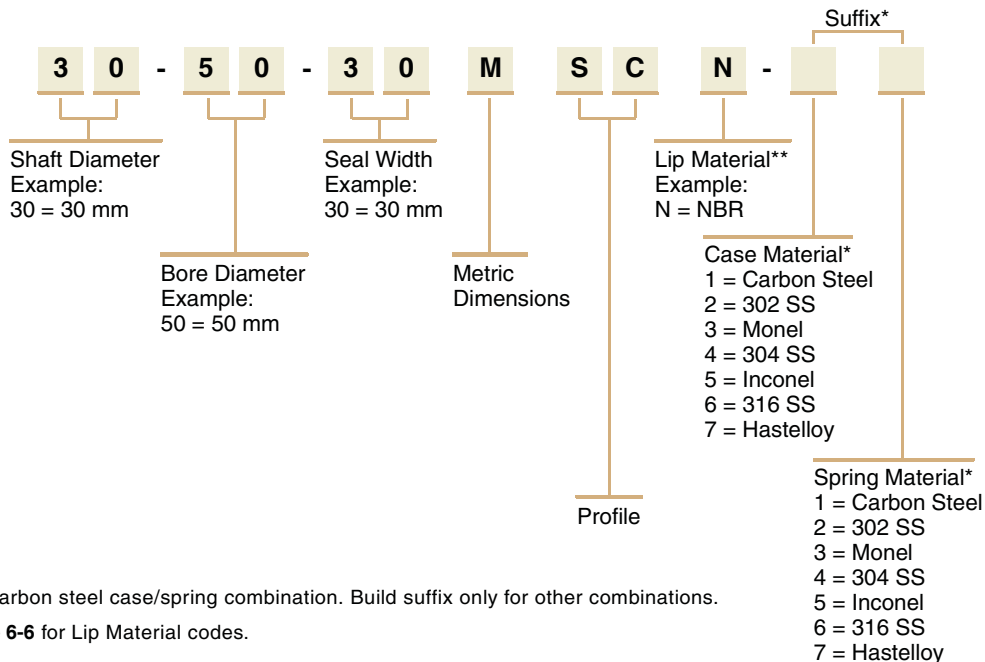 Suffix*
3 0 - 5 0 - 3 0 M S C N -
Shaft Diameter
Example:
30 = 30 mm
Seal Width
Example:
30 = 30 mm
Lip Material**
Example:
N = NBR
Bore Diameter
Example:
50 = 50 mm
Metric
Dimensions
Case Material*
1 = Carbon Steel
2 = 302 SS
3 = Monel
4 = 304 SS
5 = Inconel
6 = 316 SS
7 = Hastelloy
Profile
Spring Material*
1 = Carbon Steel
2 = 302 SS
3 = Monel
4 = 304 SS
5 = Inconel
6 = 316 SS
7 = Hastelloy
arbon steel case/spring combination. Build suffix only for other combinations.
6-6 for Lip Material codes.